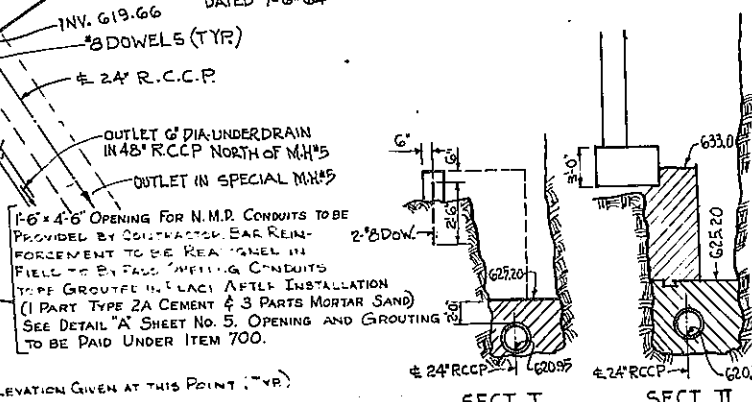 DATED 7-6-64
INV. 619.66
#8 DOWELS (TYP.)
℄ 24" R.C.C.P.
OUTLET 6" DIA. UNDERDRAIN
IN 48" R.C.C.P NORTH OF M.H.#5
OUTLET IN SPECIAL M.H.#5
1'-6" x 4'-6" OPENING FOR N.M.P. CONDUITS TO BE
PROVIDED BY CONTRACTOR. BAR REIN-
FORCEMENT TO BE IN
FIELD TO CONDUITS
TO BE GROUTED IN PLACE AFTER INSTALLATION
(1 PART TYPE 2A CEMENT & 3 PARTS MORTAR SAND)
SEE DETAIL "A" SHEET NO. 5. OPENING AND GROUTING
TO BE PAID UNDER ITEM 700.
ELEVATION GIVEN AT THIS POINT (TYP.)
6"
6"
2'-6"
2-#8 DOW.
625.20
2'-0"
620.95
℄ 24" RCCP
SECT. I
3'-0"
633.0
625.20
620.
℄ 24" RCCP
SECT. II